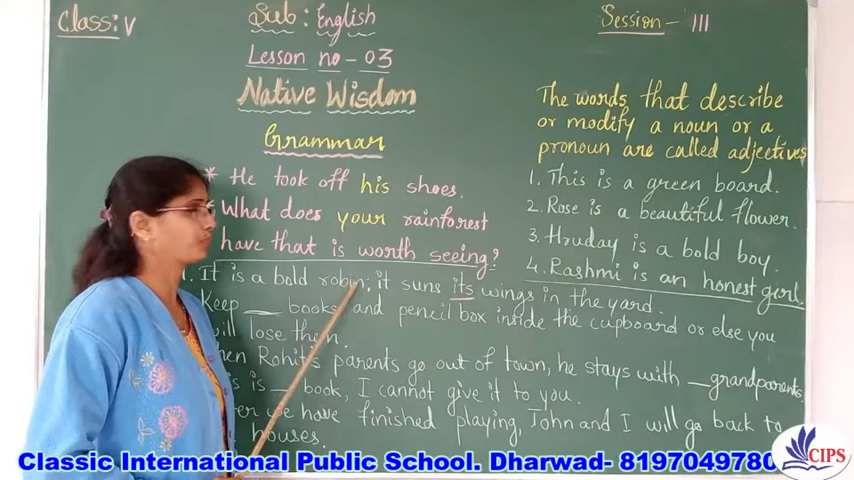 Class: V
Sub: English
Session - III
Lesson no - 03
Native Wisdom
Grammar
* He took off his shoes.
* What does your rainforest
have that is worth seeing?
The words that describe
or modify a noun or a
pronoun are called adjectives
1. This is a green board.
2. Rose is a beautiful flower.
3. Hruday is a bold boy.
4. Rashmi is an honest girl.
1. It is a bold robin; it suns its wings in the yard.
Keep ___ books and pencil box inside the cupboard or else you
will lose them.
Rohit's parents go out of town, he stays with ___ grandparents.
is ___ book, I cannot give it to you.
we have finished playing, John and I will go back to
houses.
Classic International Public School. Dharwad- 8197049780
CIPS